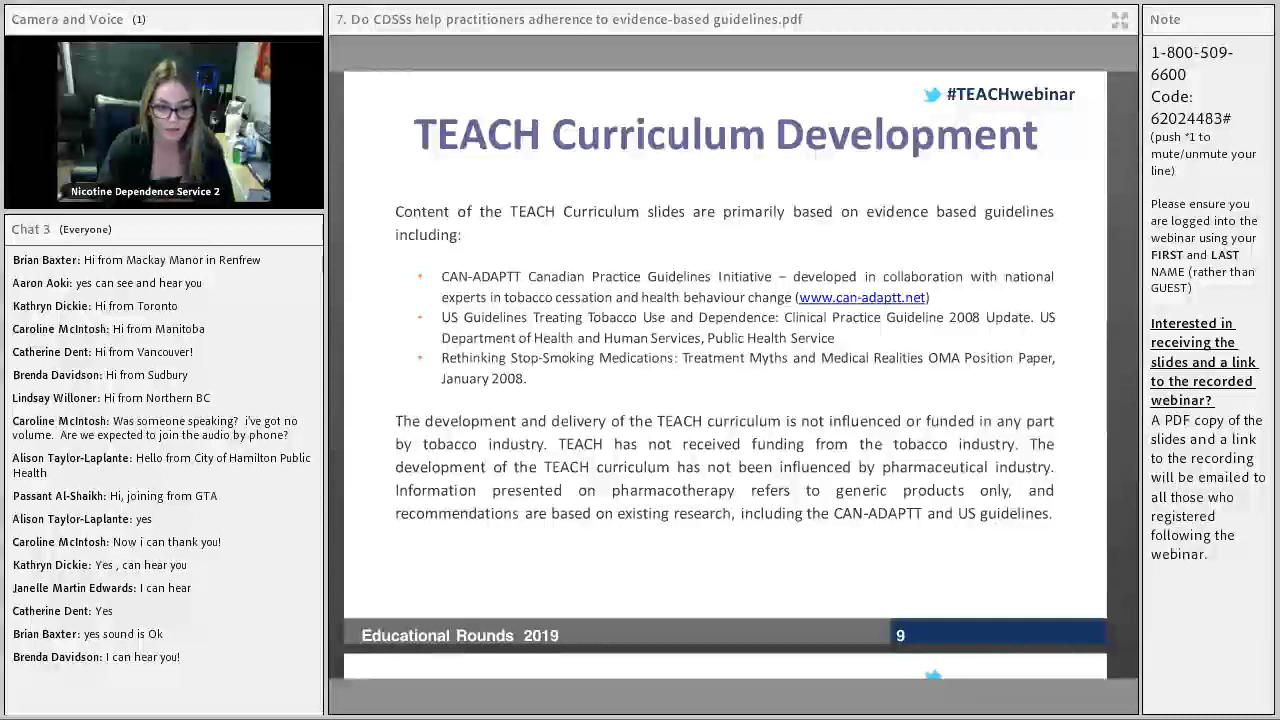 Camera and Voice (1)
Nicotine Dependence Service 2
Chat 3 (Everyone)
Brian Baxter: Hi from Mackay Manor in Renfrew
Aaron Aoki: yes can see and hear you
Kathryn Dickie: Hi from Toronto
Caroline McIntosh: Hi from Manitoba
Catherine Dent: Hi from Vancouver!
Brenda Davidson: Hi from Sudbury
Lindsay Willoner: Hi from Northern BC
Caroline McIntosh: Was someone speaking? i've got no
volume. Are we expected to join the audio by phone?
Alison Taylor-Laplante: Hello from City of Hamilton Public
Health
Passant Al-Shaikh: Hi, joining from GTA
Alison Taylor-Laplante: yes
Caroline McIntosh: Now i can thank you!
Kathryn Dickie: Yes , can hear you
Janelle Martin Edwards: I can hear
Catherine Dent: Yes
Brian Baxter: yes sound is Ok
Brenda Davidson: I can hear you!
7. Do CDSSs help practitioners adherence to evidence-based guidelines.pdf
#TEACHwebinar
TEACH Curriculum Development
Content of the TEACH Curriculum slides are primarily based on evidence based guidelines
including:
CAN-ADAPTT Canadian Practice Guidelines Initiative – developed in collaboration with national
experts in tobacco cessation and health behaviour change (www.can-adaptt.net)
US Guidelines Treating Tobacco Use and Dependence: Clinical Practice Guideline 2008 Update. US
Department of Health and Human Services, Public Health Service
Rethinking Stop-Smoking Medications: Treatment Myths and Medical Realities OMA Position Paper,
January 2008.
The development and delivery of the TEACH curriculum is not influenced or funded in any part
by tobacco industry. TEACH has not received funding from the tobacco industry. The
development of the TEACH curriculum has not been influenced by pharmaceutical industry.
Information presented on pharmacotherapy refers to generic products only, and
recommendations are based on existing research, including the CAN-ADAPTT and US guidelines.
Educational Rounds 2019
9
Note
1-800-509-
6600
Code:
62024483#
(push *1 to
mute/unmute your
line)
Please ensure you
are logged into the
webinar using your
FIRST and LAST
NAME (rather than
GUEST)
Interested in
receiving the
slides and a link
to the recorded
webinar?
A PDF copy of the
slides and a link
to the recording
will be emailed to
all those who
registered
following the
webinar.